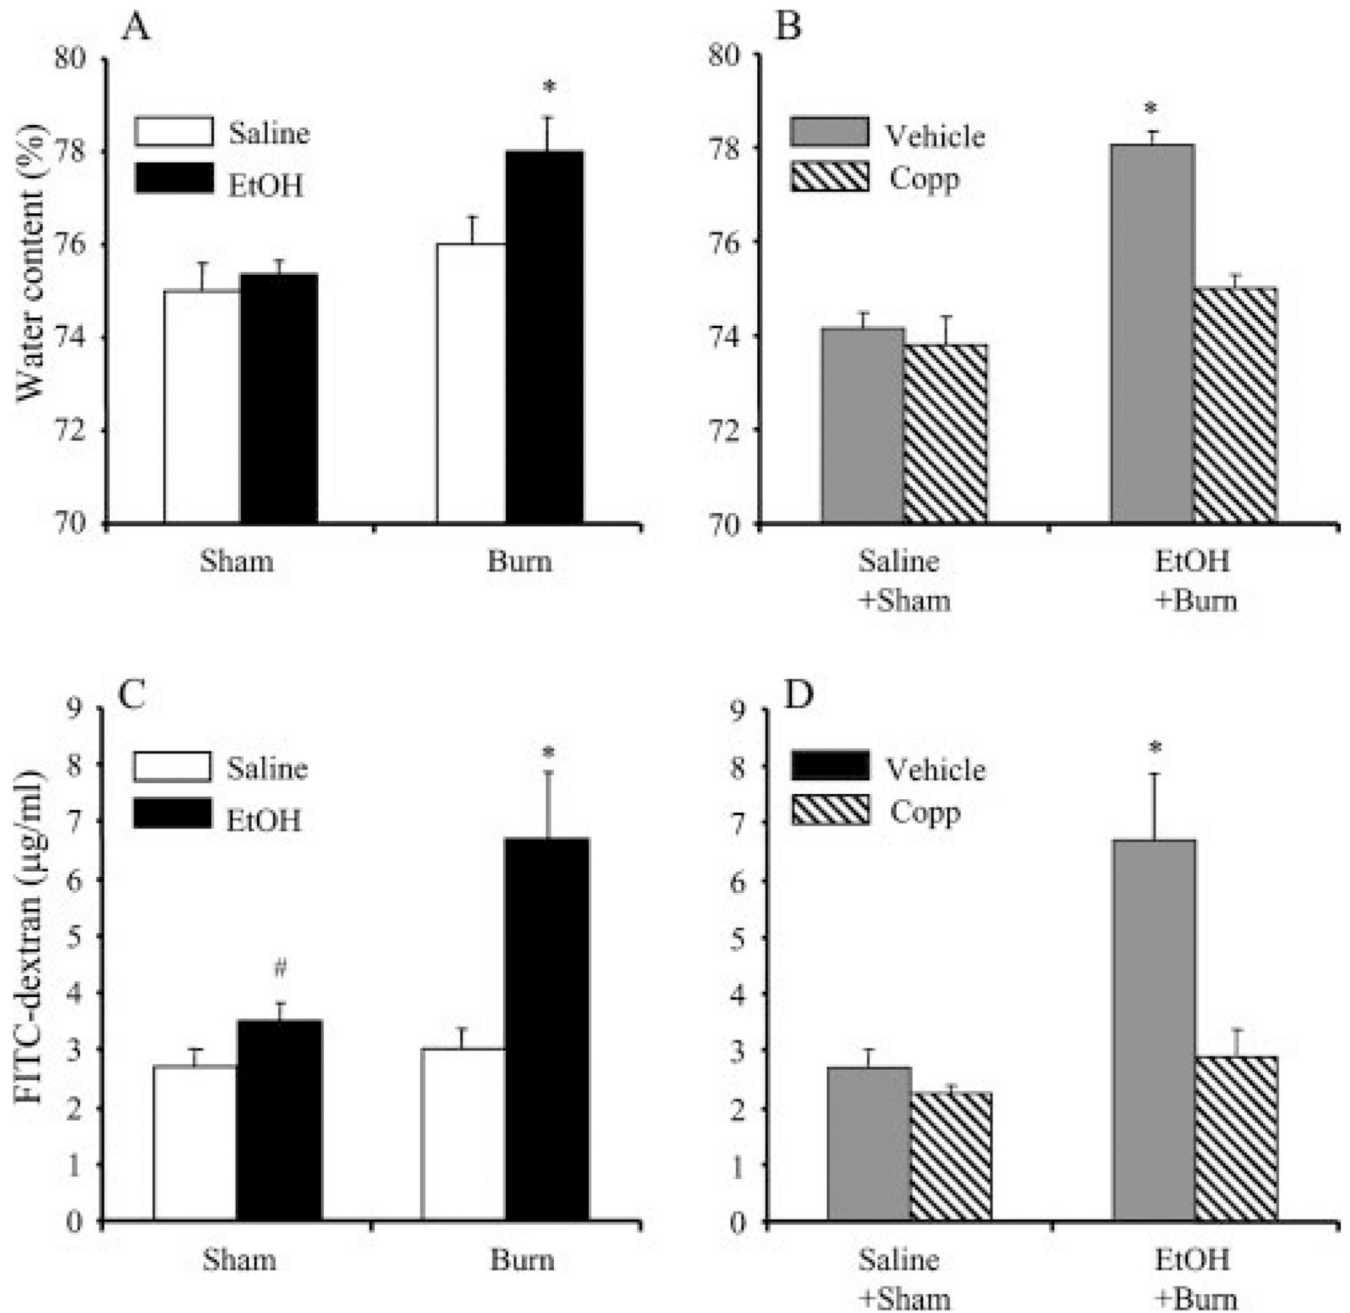 A
B
80
78
76
74
72
70
Water content (%)
Saline
EtOH
*
Sham
Burn
80
78
76
74
72
70
Vehicle
Copp
*
Saline
+Sham
EtOH
+Burn
C
D
9
8
7
6
5
4
3
2
1
0
FITC-dextran (µg/ml)
Saline
EtOH
#
*
Sham
Burn
9
8
7
6
5
4
3
2
1
0
Vehicle
Copp
*
Saline
+Sham
EtOH
+Burn